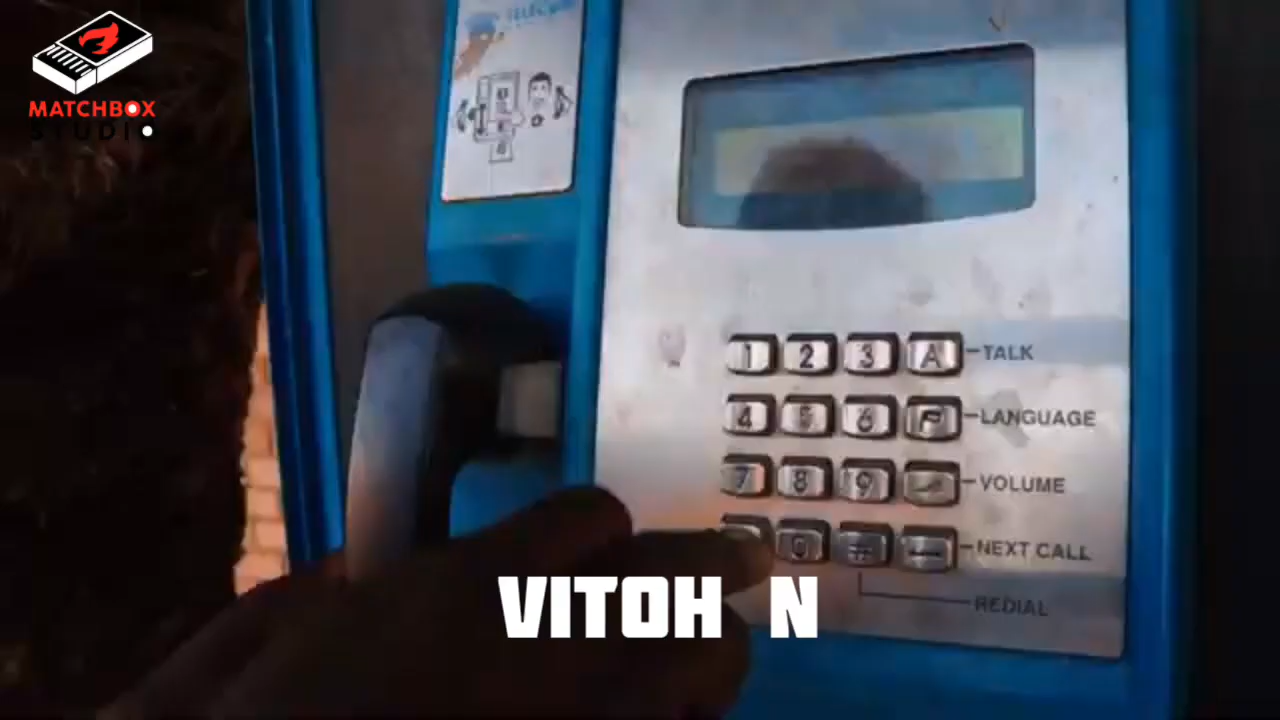 MATCHBOX
STUDIO
1 2 3 A TALK
4 5 6 LANGUAGE
7 8 9 VOLUME
0 # NEXT CALL
REDIAL
VITOH N